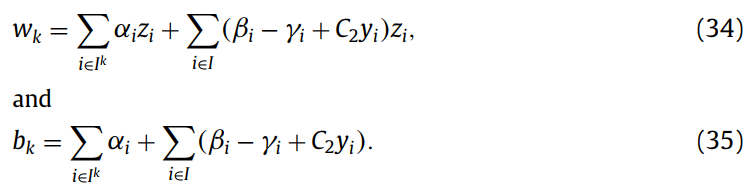 w_k = \sum_{i \in I^k} \alpha_i z_i + \sum_{i \in I} (\beta_i - \gamma_i + C_2 y_i) z_i, (34)
and
b_k = \sum_{i \in I^k} \alpha_i + \sum_{i \in I} (\beta_i - \gamma_i + C_2 y_i). (35)